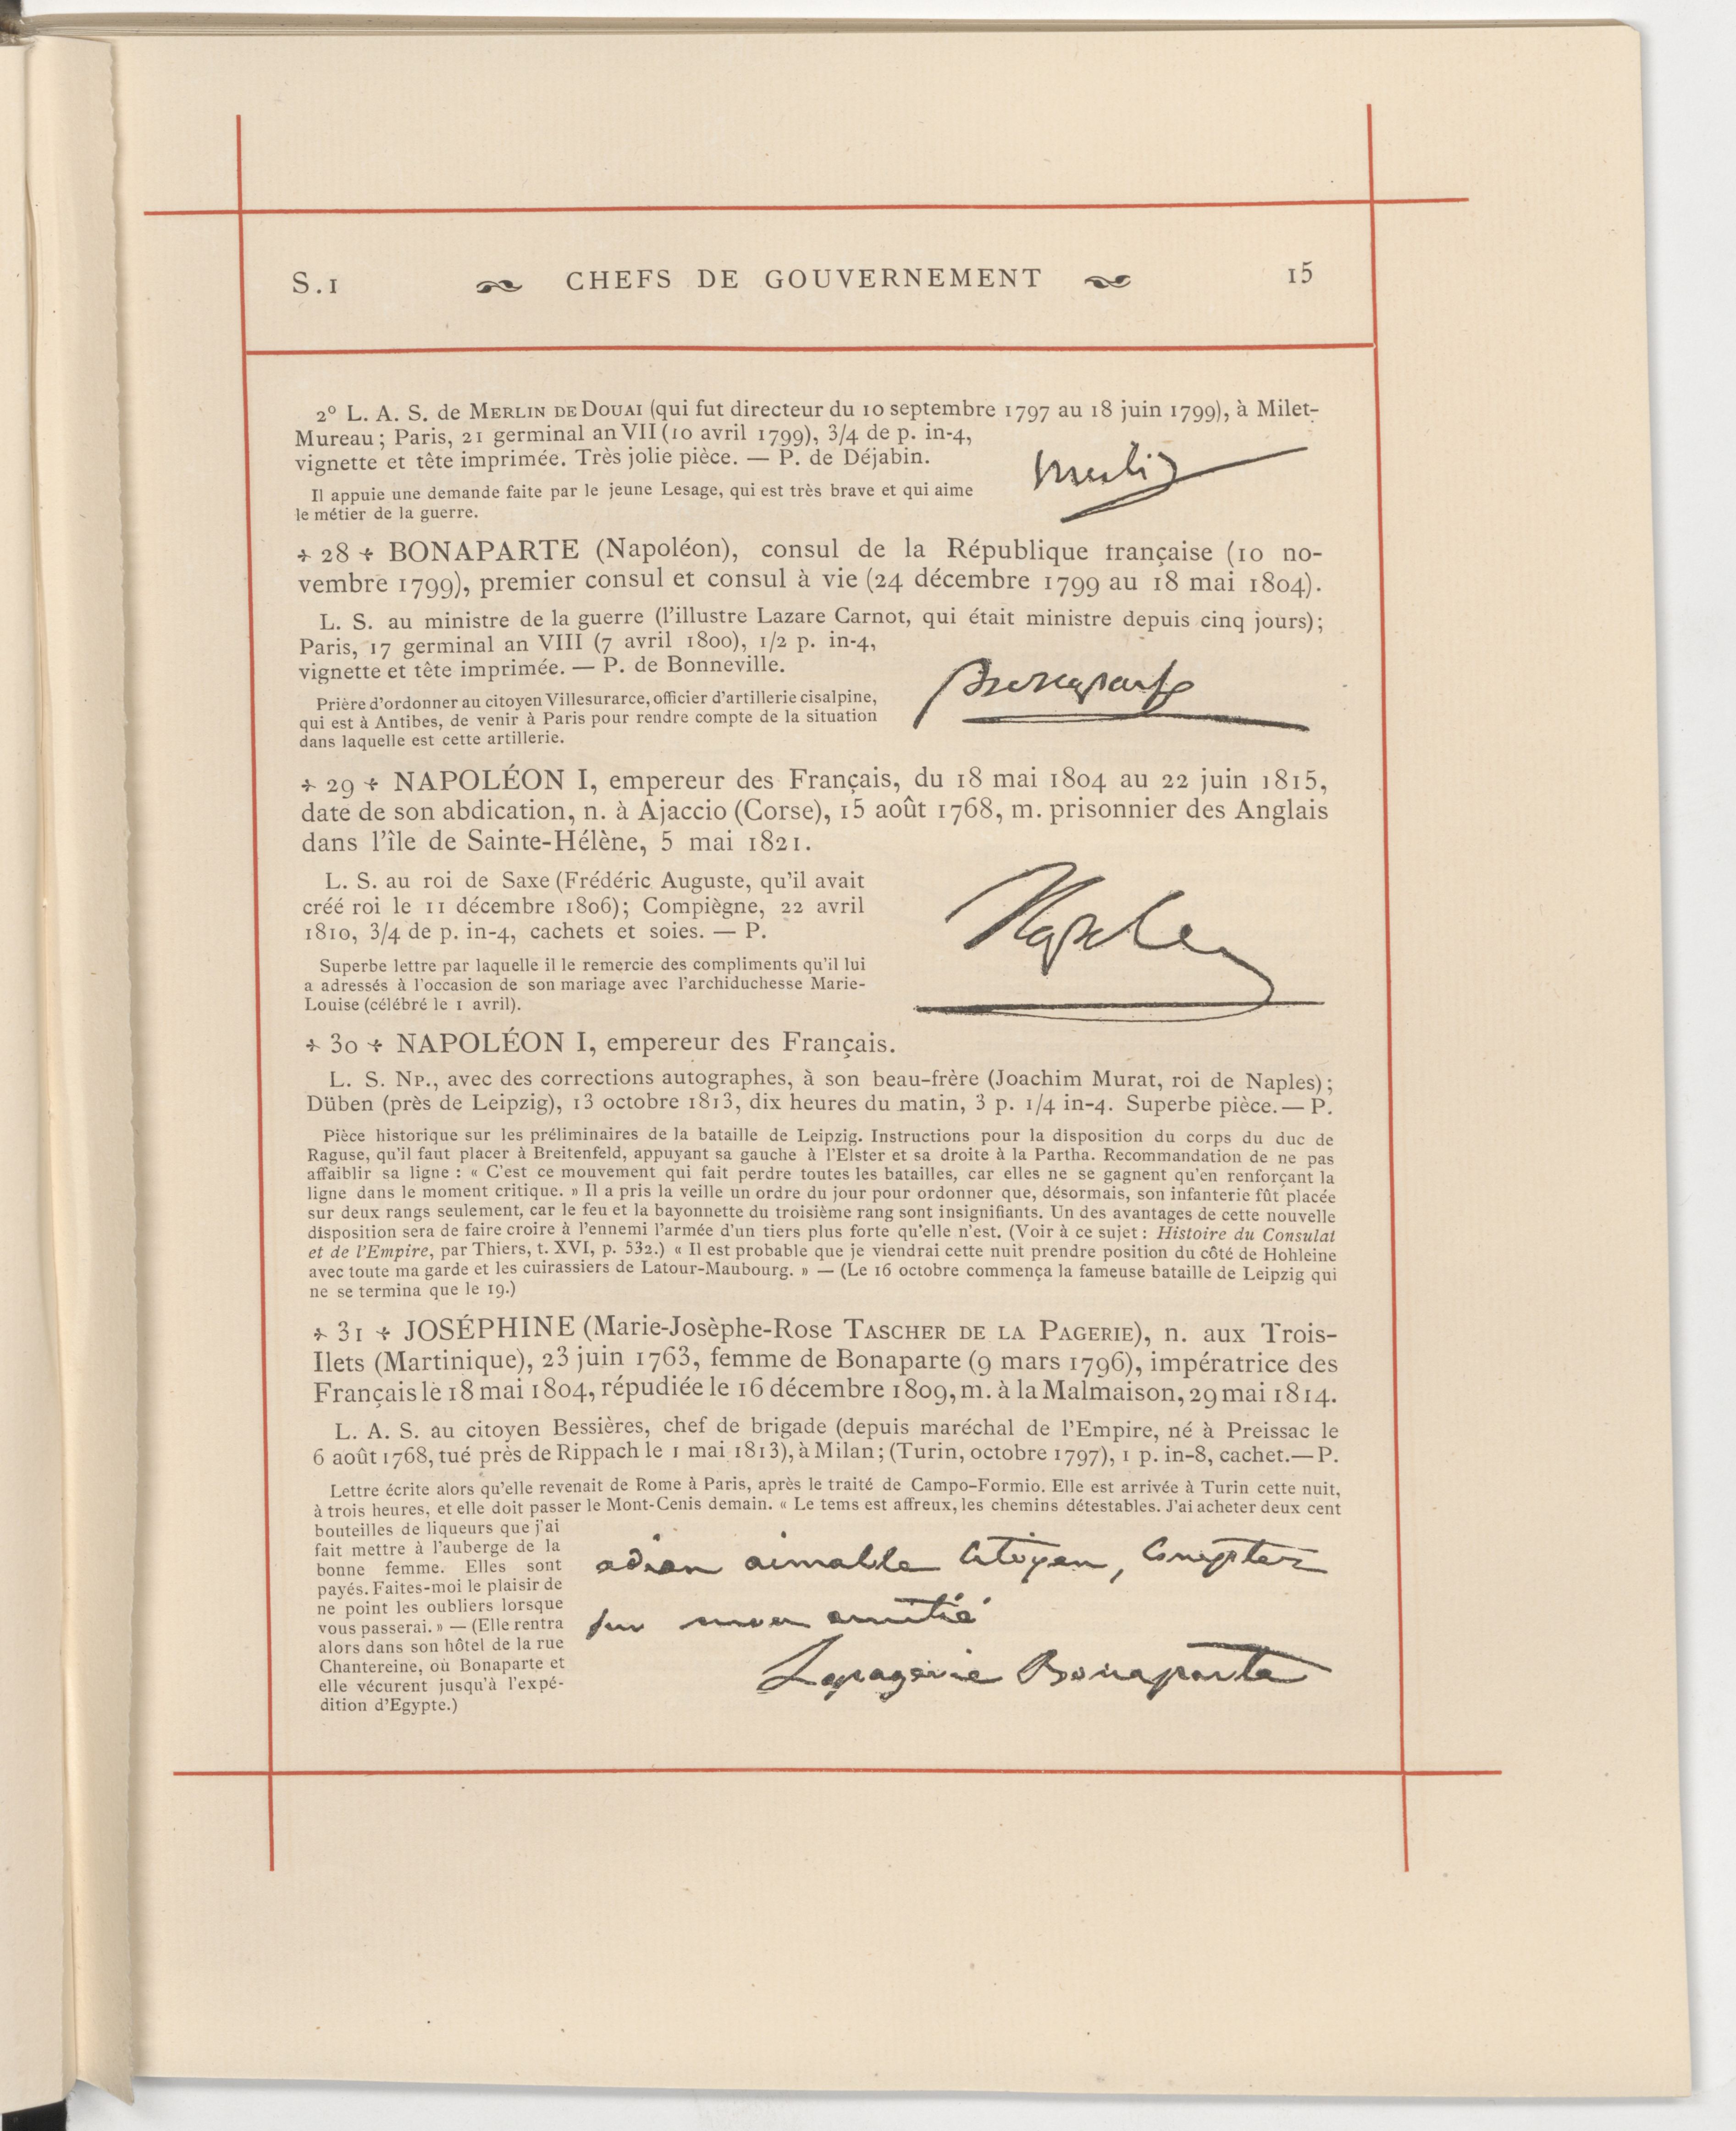 S.1 CHEFS DE GOUVERNEMENT 15
2º L. A. S. de MERLIN DE DOUAI (qui fut directeur du 10 septembre 1797 au 18 juin 1799), à Milet-
Mureau; Paris, 21 germinal an VII (10 avril 1799), 3/4 de p. in-4,
vignette et tête imprimée. Très jolie pièce. — P. de Déjabin.
Il appuie une demande faite par le jeune Lesage, qui est très brave et qui aime
le métier de la guerre.
Merlin
28 BONAPARTE (Napoléon), consul de la République trançaise (10 no-
vembre 1799), premier consul et consul à vie (24 décembre 1799 au 18 mai 1804).
L. S. au ministre de la guerre (l'illustre Lazare Carnot, qui était ministre depuis cinq jours);
Paris, 17 germinal an VIII (7 avril 1800), 1/2 p. in-4,
vignette et tête imprimée. — P. de Bonneville.
Prière d'ordonner au citoyen Villesurarce, officier d'artillerie cisalpine,
qui est à Antibes, de venir à Paris pour rendre compte de la situation
dans laquelle est cette artillerie.
Bonaparte
29 NAPOLÉON I, empereur des Français, du 18 mai 1804 au 22 juin 1815,
date de son abdication, n. à Ajaccio (Corse), 15 août 1768, m. prisonnier des Anglais
dans l'île de Sainte-Hélène, 5 mai 1821.
L. S. au roi de Saxe (Frédéric Auguste, qu'il avait
créé roi le 11 décembre 1806); Compiègne, 22 avril
1810, 3/4 de p. in-4, cachets et soies. — P.
Superbe lettre par laquelle il le remercie des compliments qu'il lui
a adressés à l'occasion de son mariage avec l'archiduchesse Marie-
Louise (célébré le 1 avril).
Napoleon
30 NAPOLÉON I, empereur des Français.
L. S. NP., avec des corrections autographes, à son beau-frère (Joachim Murat, roi de Naples);
Düben (près de Leipzig), 13 octobre 1813, dix heures du matin, 3 p. 1/4 in-4. Superbe pièce. — P.
Pièce historique sur les préliminaires de la bataille de Leipzig. Instructions pour la disposition du corps du duc de
Raguse, qu'il faut placer à Breitenfeld, appuyant sa gauche à l'Elster et sa droite à la Partha. Recommandation de ne pas
affaiblir sa ligne : « C'est ce mouvement qui fait perdre toutes les batailles, car elles ne se gagnent qu'en renforçant la
ligne dans le moment critique. » Il a pris la veille un ordre du jour pour ordonner que, désormais, son infanterie fût placée
sur deux rangs seulement, car le feu et la bayonnette du troisième rang sont insignifiants. Un des avantages de cette nouvelle
disposition sera de faire croire à l'ennemi l'armée d'un tiers plus forte qu'elle n'est. (Voir à ce sujet : Histoire du Consulat
et de l'Empire, par Thiers, t. XVI, p. 532.) « Il est probable que je viendrai cette nuit prendre position du côté de Hohleine
avec toute ma garde et les cuirassiers de Latour-Maubourg. » — (Le 16 octobre commença la fameuse bataille de Leipzig qui
ne se termina que le 19.)
31 JOSÉPHINE (Marie-Josèphe-Rose TASCHER DE LA PAGERIE), n. aux Trois-
Ilets (Martinique), 23 juin 1763, femme de Bonaparte (9 mars 1796), impératrice des
Français le 18 mai 1804, répudiée le 16 décembre 1809, m. à la Malmaison, 29 mai 1814.
L. A. S. au citoyen Bessières, chef de brigade (depuis maréchal de l'Empire, né à Preissac le
6 août 1768, tué près de Rippach le 1 mai 1813), à Milan; (Turin, octobre 1797), 1 p. in-8, cachet. — P.
Lettre écrite alors qu'elle revenait de Rome à Paris, après le traité de Campo-Formio. Elle est arrivée à Turin cette nuit,
à trois heures, et elle doit passer le Mont-Cenis demain. « Le tems est affreux, les chemins détestables. J'ai acheter deux cent
bouteilles de liqueurs que j'ai
fait mettre à l'auberge de la
bonne femme. Elles sont
payés. Faites-moi le plaisir de
ne point les oubliers lorsque
vous passerai. » — (Elle rentra
alors dans son hôtel de la rue
Chantereine, où Bonaparte et
elle vécurent jusqu'à l'expé-
dition d'Egypte.)
adieu aimable Citoyen, Compter
sur mon amitié
Lapagerie Bonaparte